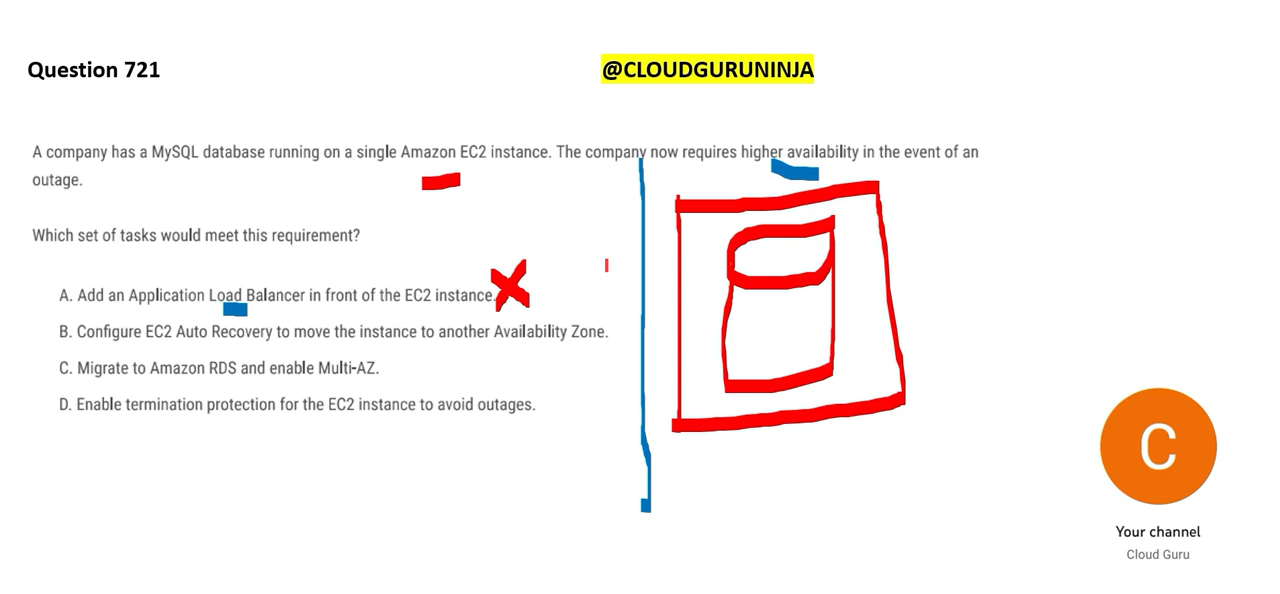 Question 721
@CLOUDGURUNINJA
A company has a MySQL database running on a single Amazon EC2 instance. The company now requires higher availability in the event of an
outage.
Which set of tasks would meet this requirement?
A. Add an Application Load Balancer in front of the EC2 instance.
B. Configure EC2 Auto Recovery to move the instance to another Availability Zone.
C. Migrate to Amazon RDS and enable Multi-AZ.
D. Enable termination protection for the EC2 instance to avoid outages.
C
Your channel
Cloud Guru